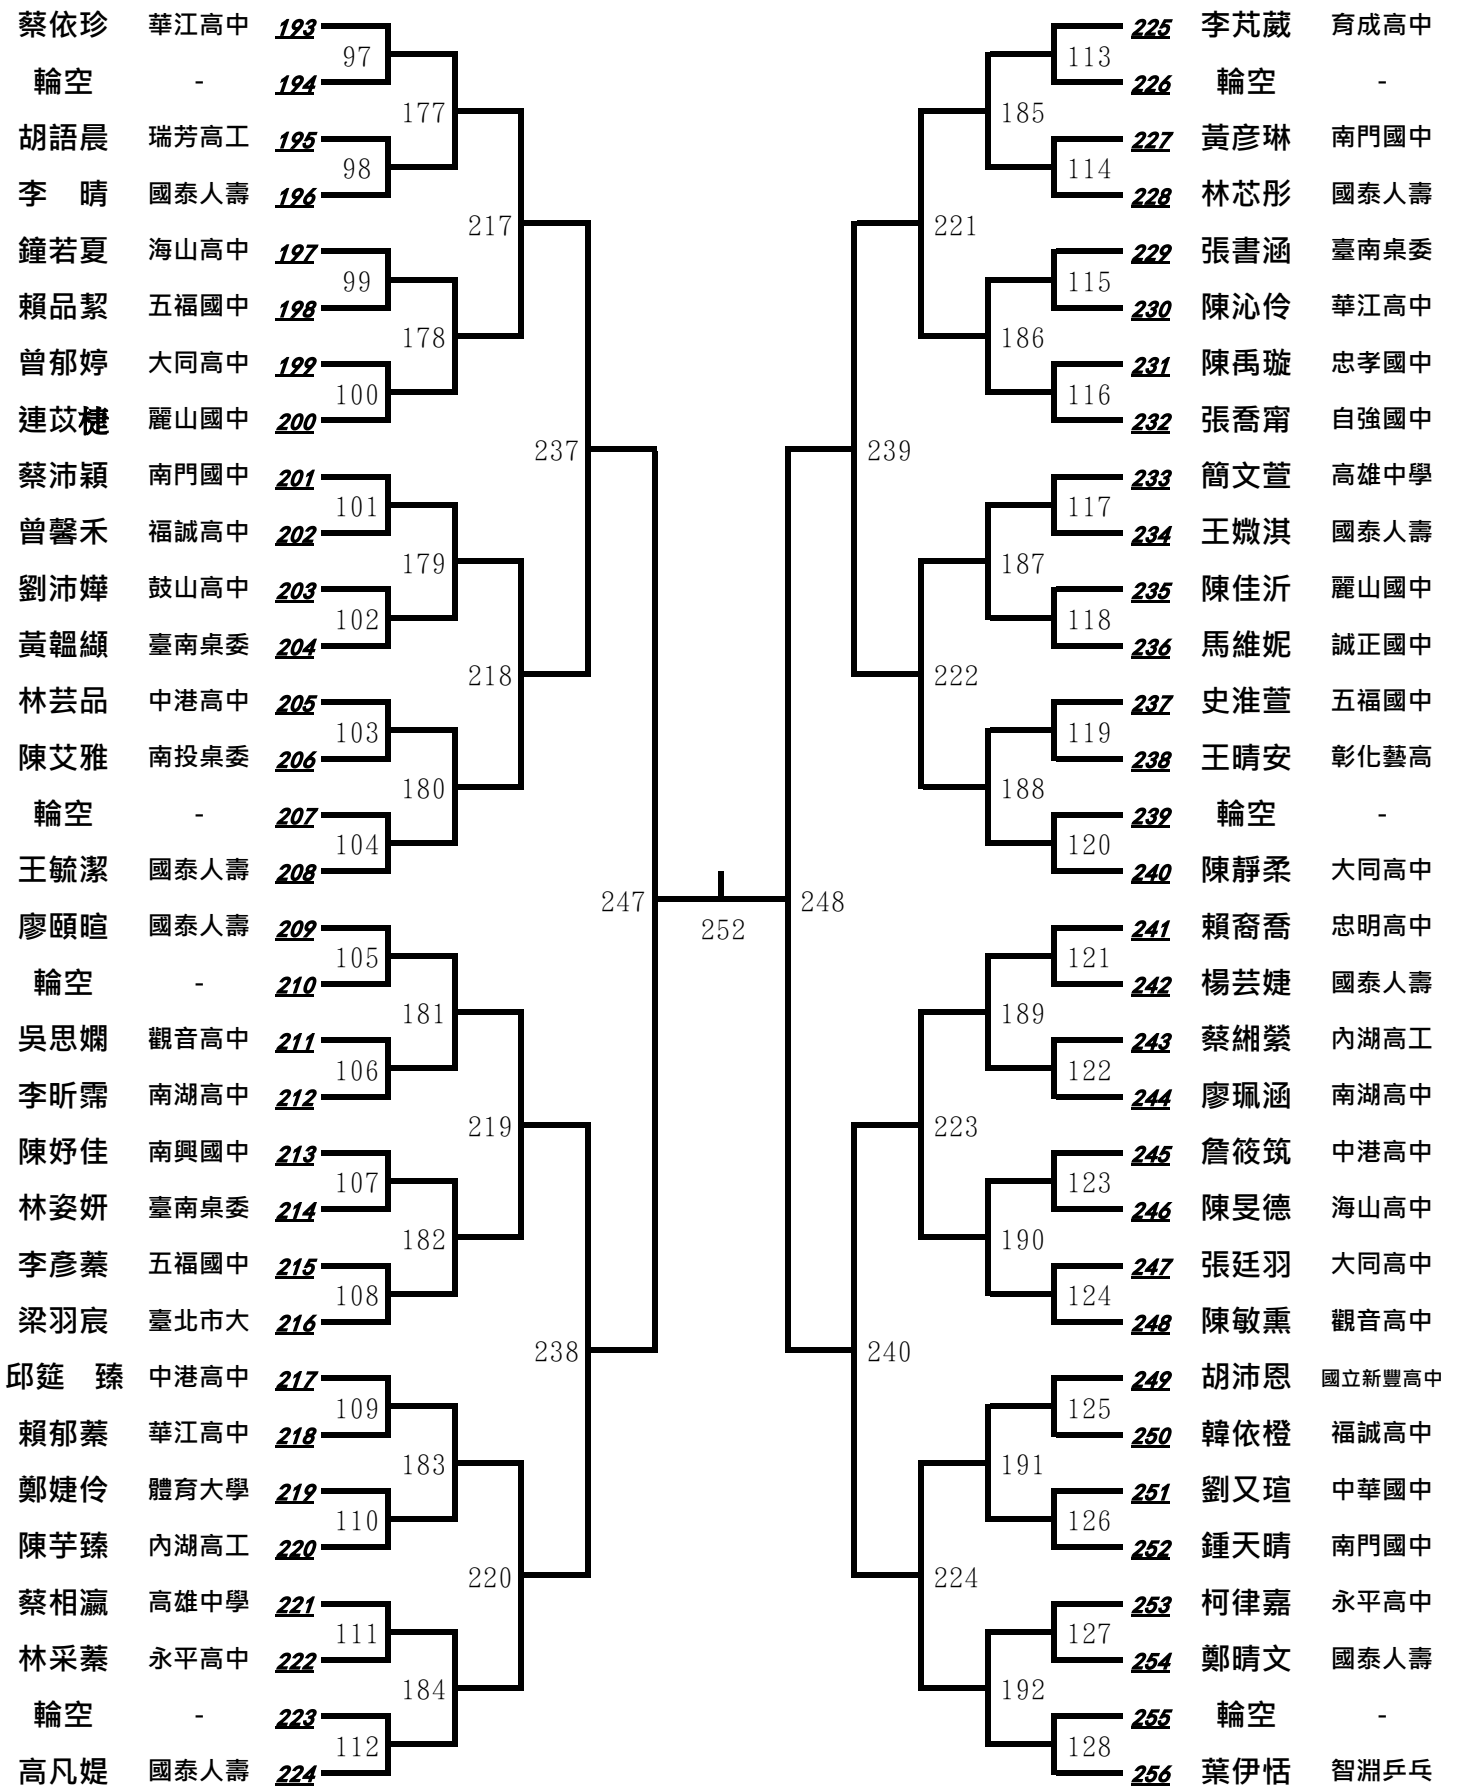 蔡依珍 華江高中 193
輪空 - 194
胡語晨 瑞芳高工 195
李 晴 國泰人壽 196
鐘若夏 海山高中 197
賴品絜 五福國中 198
曾郁婷 大同高中 199
連苡㨗 麗山國中 200
蔡沛穎 南門國中 201
曾馨禾 福誠高中 202
劉沛嬅 鼓山高中 203
黃韞纈 臺南桌委 204
林芸品 中港高中 205
陳艾雅 南投桌委 206
輪空 - 207
王毓潔 國泰人壽 208
廖頤暄 國泰人壽 209
輪空 - 210
吳思嫻 觀音高中 211
李昕霈 南湖高中 212
陳妤佳 南興國中 213
林姿妍 臺南桌委 214
李彥蓁 五福國中 215
梁羽宸 臺北市大 216
邱筵 臻 中港高中 217
賴郁蓁 華江高中 218
鄭婕伶 體育大學 219
陳芓臻 內湖高工 220
蔡相瀛 高雄中學 221
林采蓁 永平高中 222
輪空 - 223
高凡媞 國泰人壽 224
97
98
99
100
101
102
103
104
105
106
107
108
109
110
111
112
177
178
179
180
181
182
183
184
217
218
219
220
237
238
247
252
248
239
240
221
222
223
224
185
186
187
188
189
190
191
192
113
114
115
116
117
118
119
120
121
122
123
124
125
126
127
128
225 李芃葳 育成高中
226 輪空 -
227 黃彥琳 南門國中
228 林芯彤 國泰人壽
229 張書涵 臺南桌委
230 陳沁伶 華江高中
231 陳禹璇 忠孝國中
232 張喬甯 自強國中
233 簡文萱 高雄中學
234 王媺淇 國泰人壽
235 陳佳沂 麗山國中
236 馬維妮 誠正國中
237 史淮萱 五福國中
238 王晴安 彰化藝高
239 輪空 -
240 陳靜柔 大同高中
241 賴裔喬 忠明高中
242 楊芸婕 國泰人壽
243 蔡緗縈 內湖高工
244 廖珮涵 南湖高中
245 詹筱筑 中港高中
246 陳旻德 海山高中
247 張廷羽 大同高中
248 陳敏熏 觀音高中
249 胡沛恩 國立新豐高中
250 韓依橙 福誠高中
251 劉又瑄 中華國中
252 鍾天晴 南門國中
253 柯律嘉 永平高中
254 鄭晴文 國泰人壽
255 輪空 -
256 葉伊恬 智淵乒乓